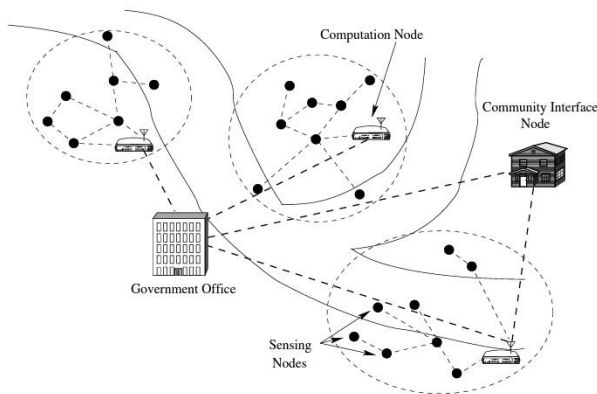 Computation Node
Community Interface
Node
Government Office
Sensing
Nodes